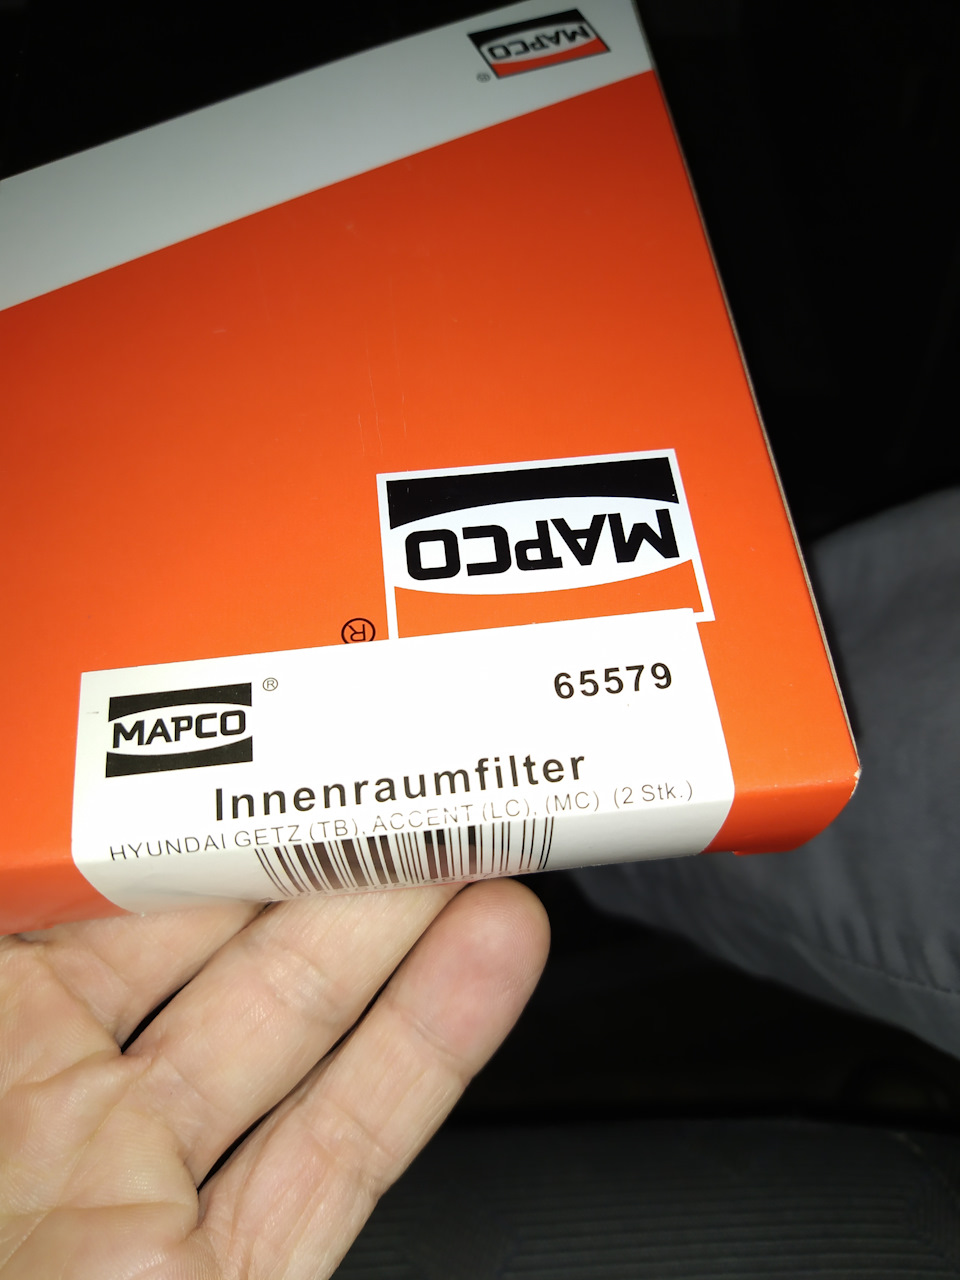 MAPCO
®
MAPCO
®
MAPCO ®
65579
Innenraumfilter
HYUNDAI GETZ (TB), ACCENT (LC), (MC) (2 Stk.)